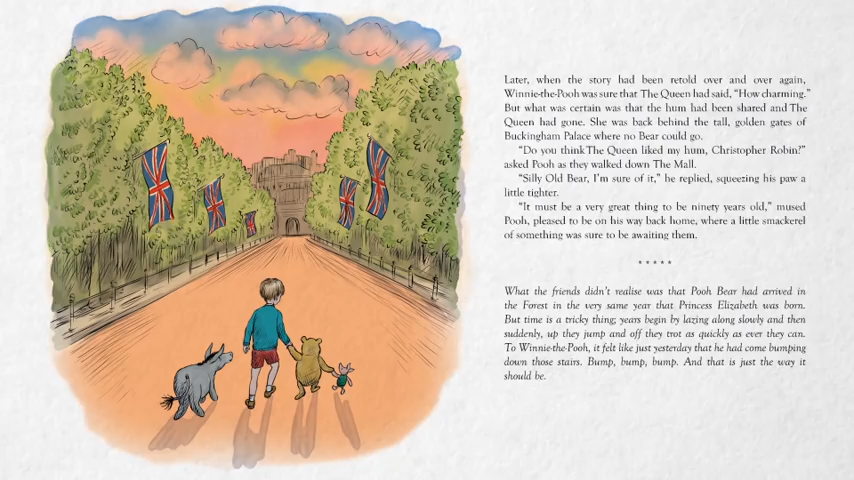 Later, when the story had been retold over and over again,
Winnie-the-Pooh was sure that The Queen had said, “How charming.”
But what was certain was that the hum had been shared and The
Queen had gone. She was back behind the tall, golden gates of
Buckingham Palace where no Bear could go.
“Do you think The Queen liked my hum, Christopher Robin?”
asked Pooh as they walked down The Mall.
“Silly Old Bear, I’m sure of it,” he replied, squeezing his paw a
little tighter.
“It must be a very great thing to be ninety years old,” mused
Pooh, pleased to be on his way back home, where a little smackerel
of something was sure to be awaiting them.
* * * * *
What the friends didn’t realise was that Pooh Bear had arrived in
the Forest in the very same year that Princess Elizabeth was born.
But time is a tricky thing; years begin by lazing along slowly and then
suddenly, up they jump and off they trot as quickly as ever they can.
To Winnie-the-Pooh, it felt like just yesterday that he had come bumping
down those stairs. Bump, bump, bump. And that is just the way it
should be.